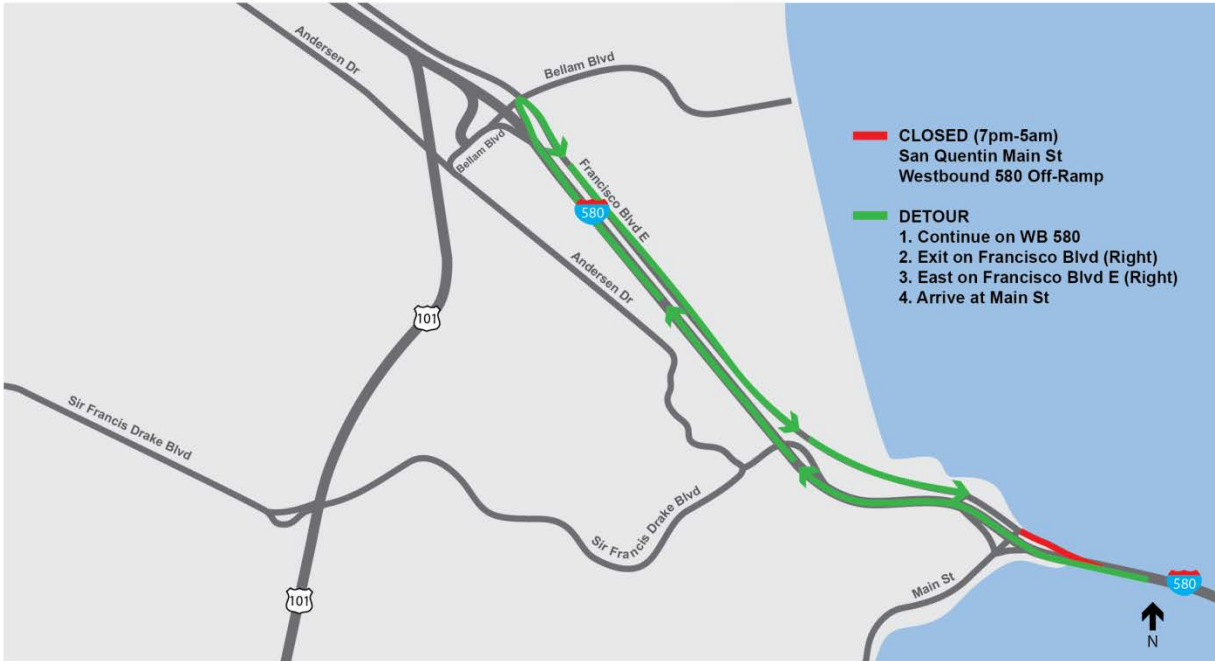 Andersen Dr
Bellam Blvd
Bellam Blvd
Francisco Blvd E
580
Andersen Dr
101
Sir Francis Drake Blvd
Sir Francis Drake Blvd
101
Main St
580
N
CLOSED (7pm-5am)
San Quentin Main St
Westbound 580 Off-Ramp
DETOUR
1. Continue on WB 580
2. Exit on Francisco Blvd (Right)
3. East on Francisco Blvd E (Right)
4. Arrive at Main St